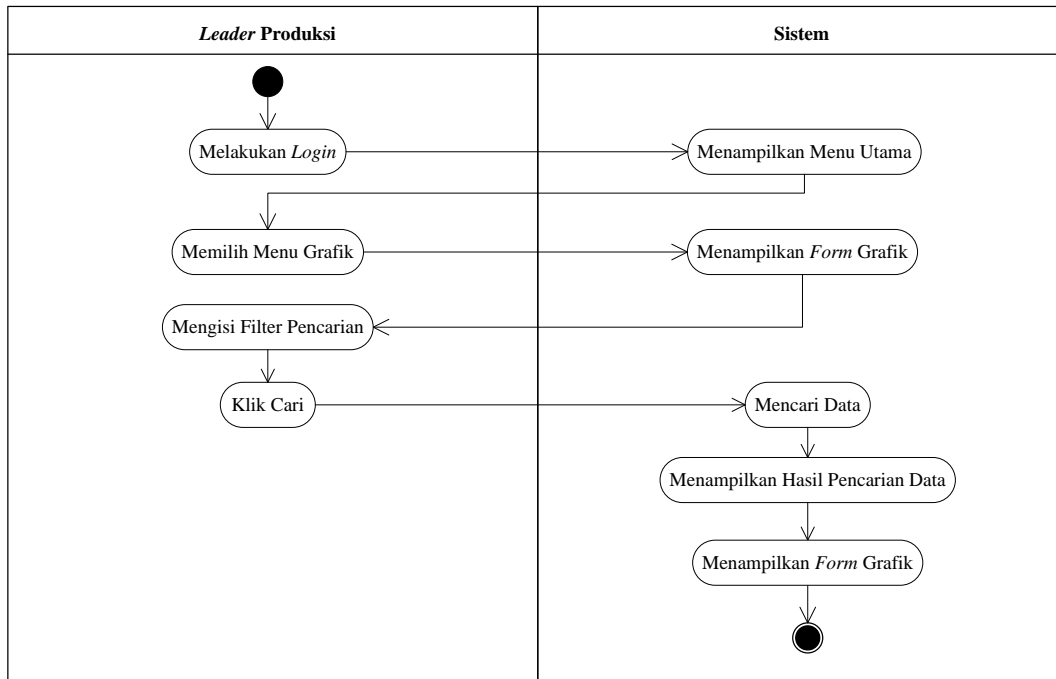 Leader Produksi
Sistem
Melakukan Login
Menampilkan Menu Utama
Memilih Menu Grafik
Menampilkan Form Grafik
Mengisi Filter Pencarian
Klik Cari
Mencari Data
Menampilkan Hasil Pencarian Data
Menampilkan Form Grafik